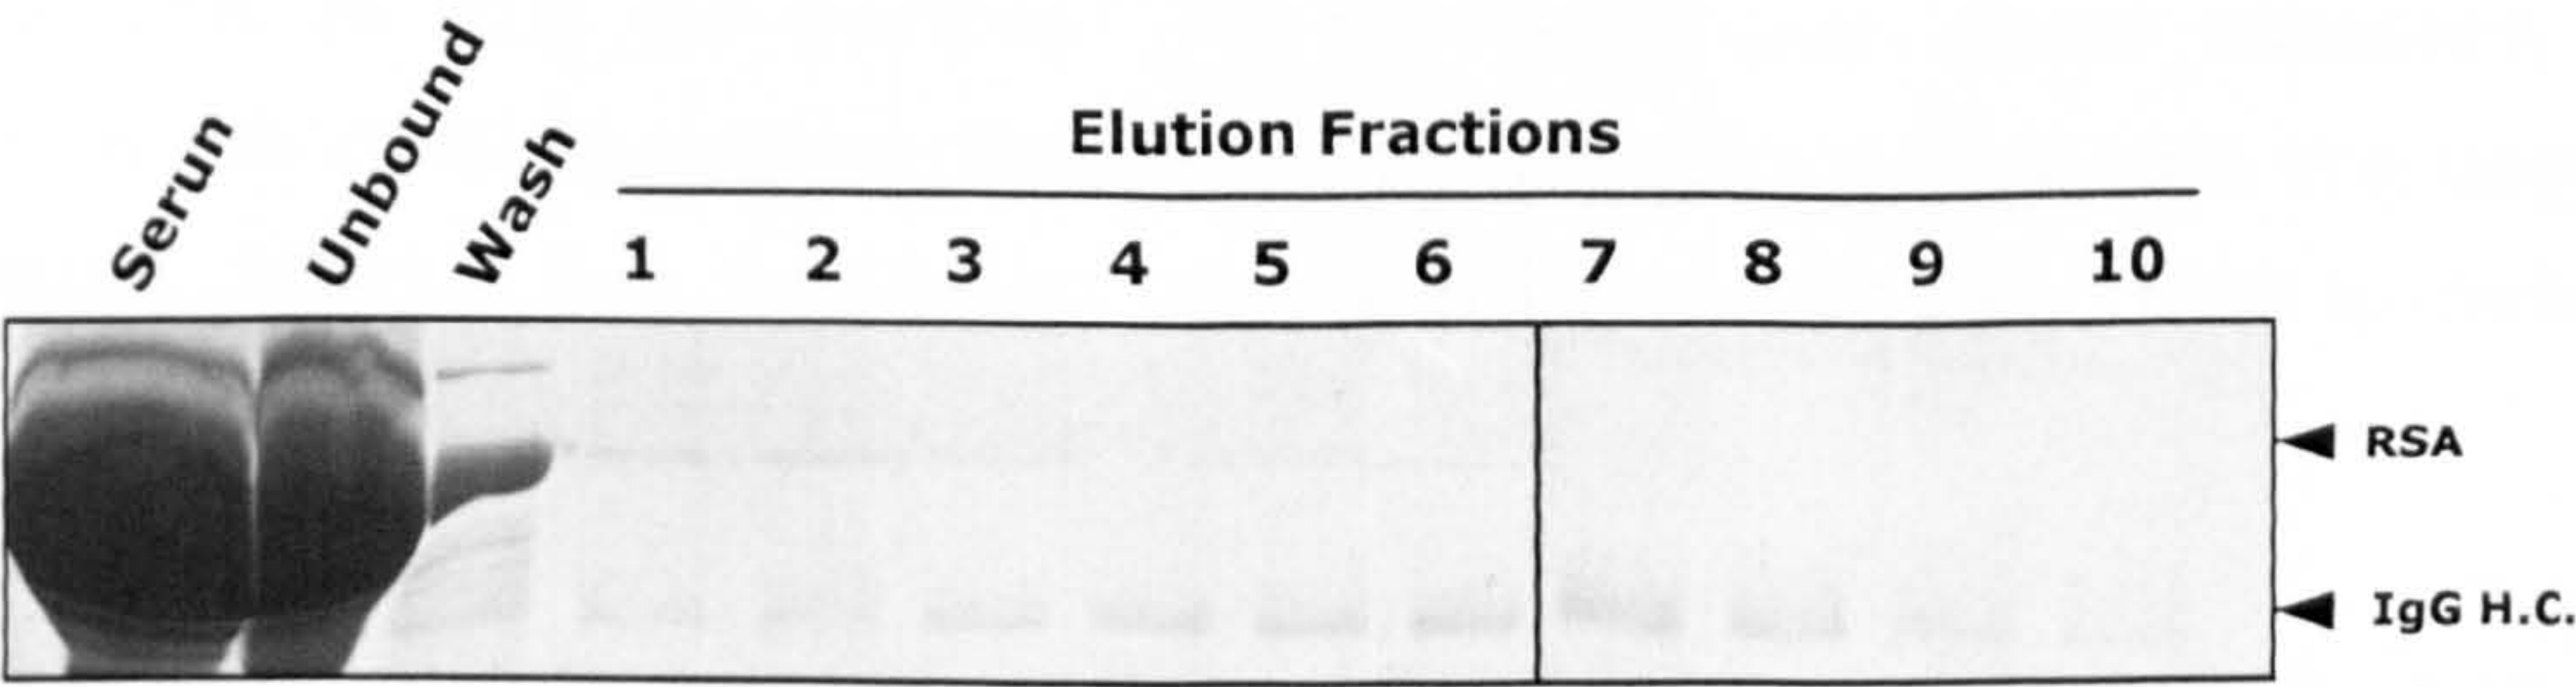 Serun
Unbound
Wash
Elution Fractions
1 2 3 4 5 6 7 8 9 10
RSA
IgG H.C.